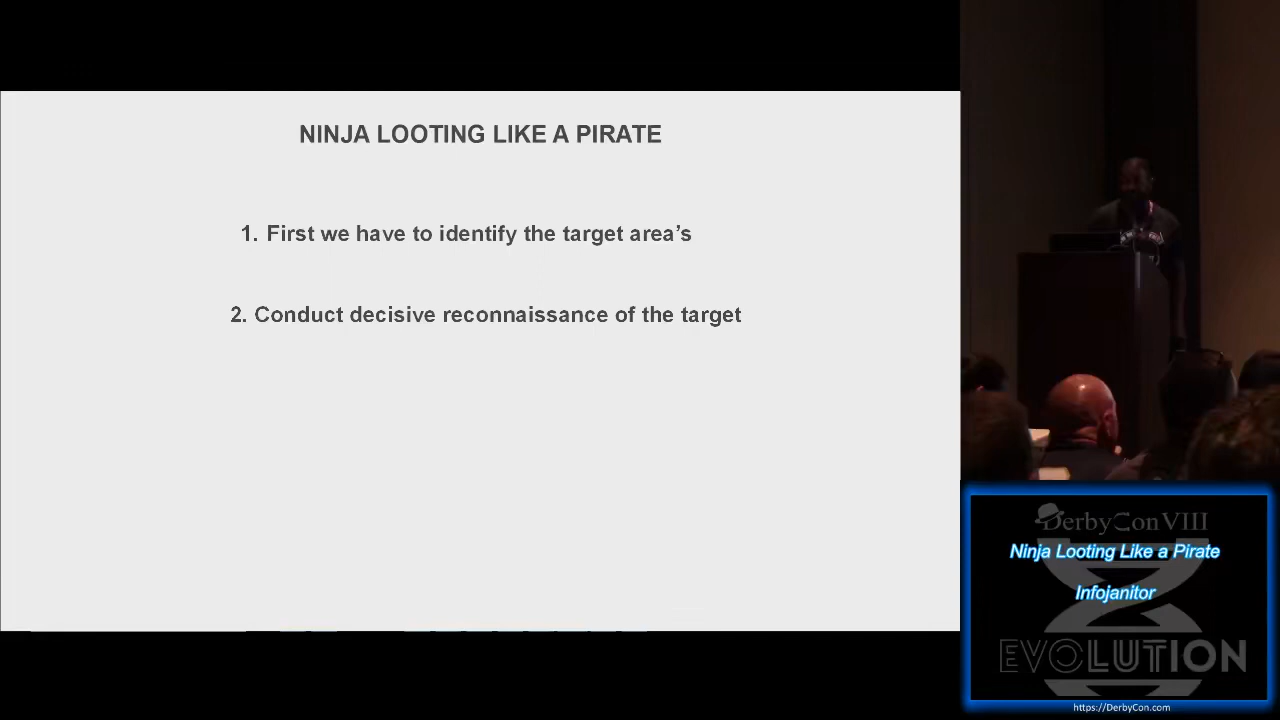 NINJA LOOTING LIKE A PIRATE
1. First we have to identify the target area’s
2. Conduct decisive reconnaissance of the target
DerbyCon VIII
Ninja Looting Like a Pirate
Infojanitor
EVOLUTION
https://DerbyCon.com